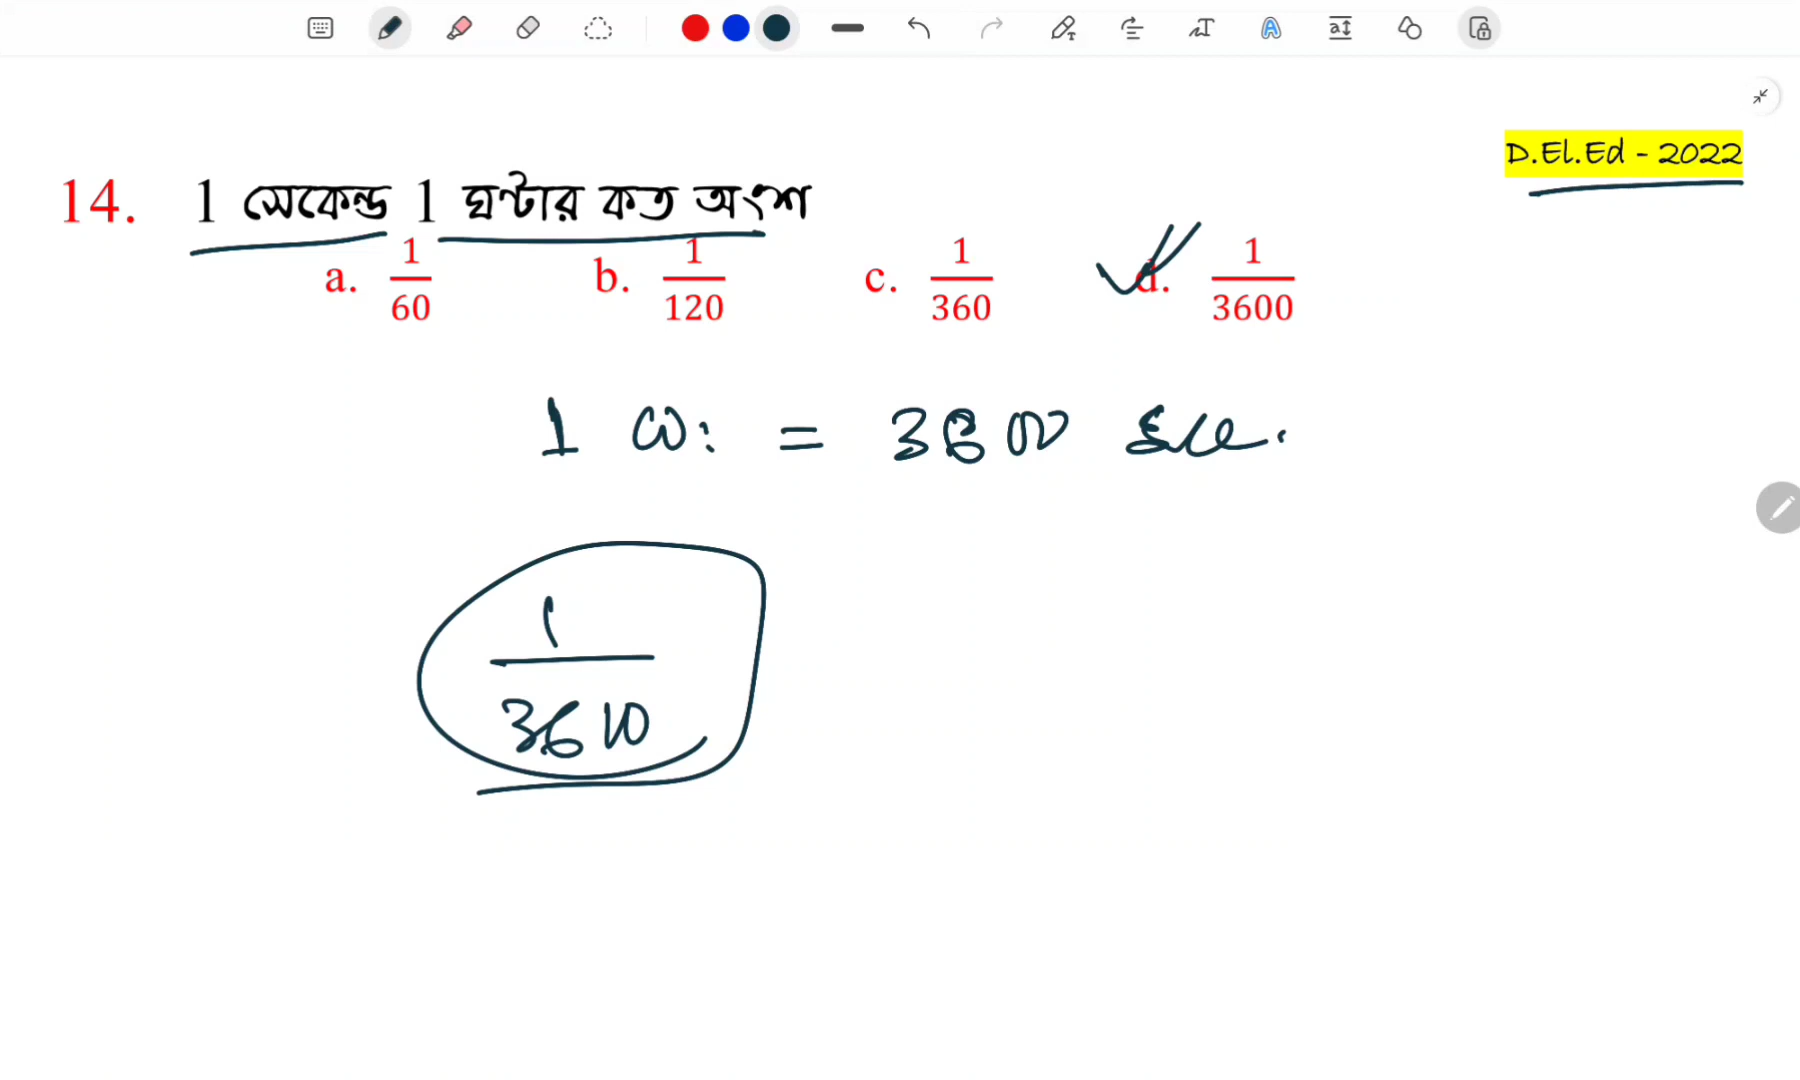 D.El.Ed - 2022
14. 1 সেকেন্ড 1 ঘন্টার কত অংশ
a. 1/60 b. 1/120 c. 1/360 d. 1/3600
1 ঘ: = 3600 sec.
1/3600